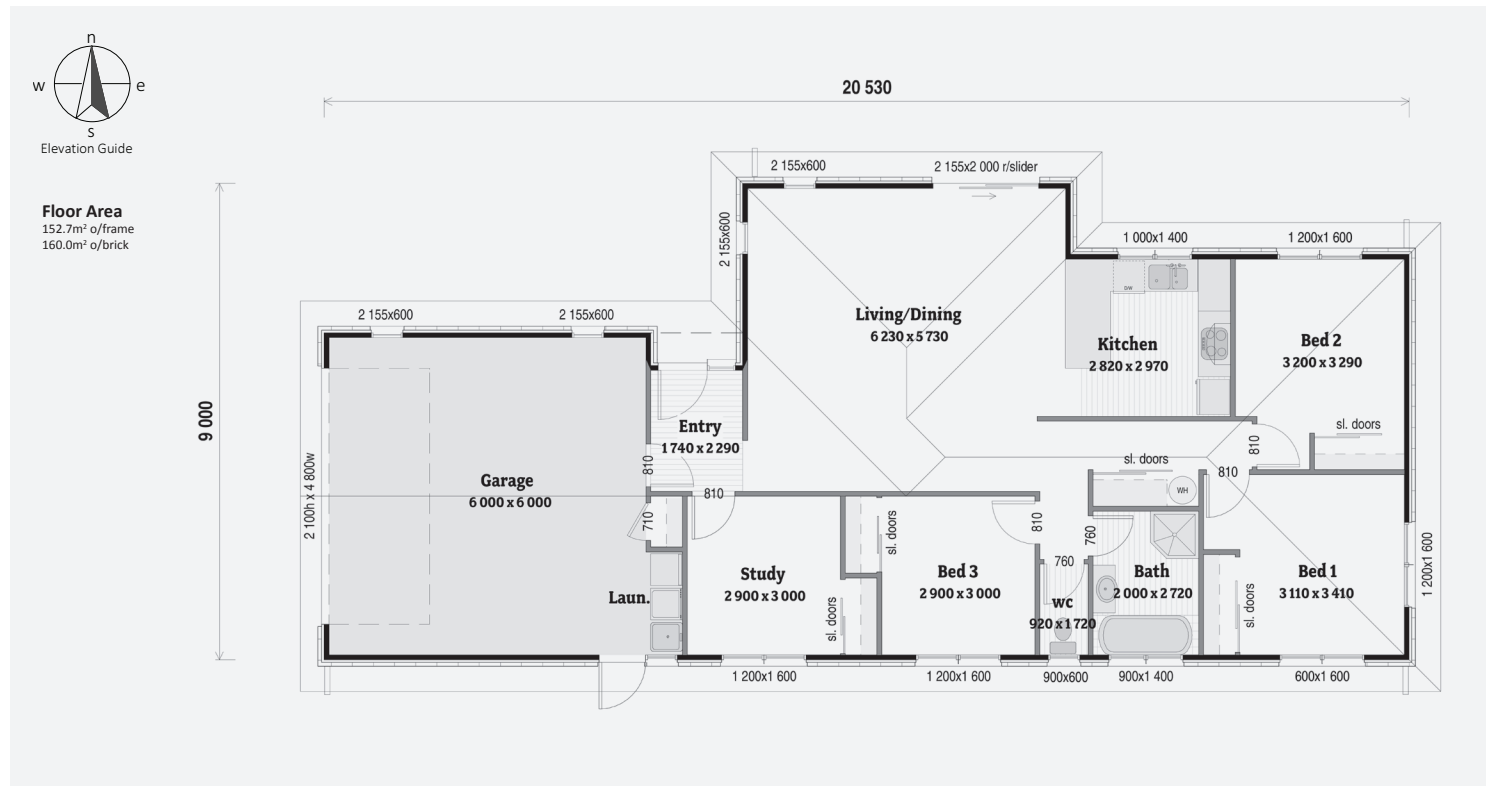 n
w e
s
Elevation Guide
Floor Area
152.7m² o/frame
160.0m² o/brick
20 530
9 000
2 155x600
2 155x2 000 r/slider
2 155x600
1 000x1 400
1 200x1 600
2 155x600
2 155x600
Living/Dining
6 230 x 5 730
Kitchen
2 820 x 2 970
D/W
Bed 2
3 200 x 3 290
sl. doors
Entry
1 740 x 2 290
810
810
810
sl. doors
810
WH
Garage
6 000 x 6 000
2 100h x 4 800w
710
Laun.
Study
2 900 x 3 000
sl. doors
sl. doors
Bed 3
2 900 x 3 000
810
760
760
wc
920 x 1 720
Bath
2 000 x 2 720
Bed 1
3 110 x 3 410
sl. doors
1 200x1 600
1 200x1 600
1 200x1 600
900x600
900x1 400
600x1 600